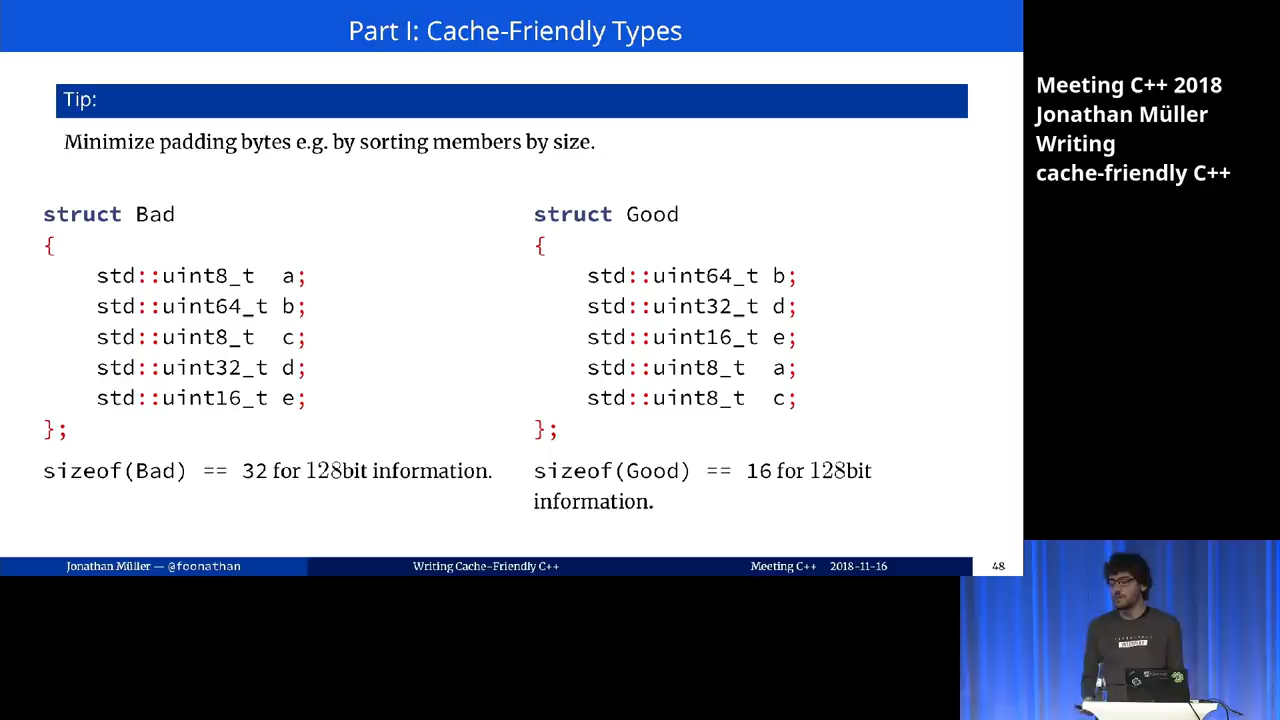 Part I: Cache-Friendly Types
Tip:
Minimize padding bytes e.g. by sorting members by size.
struct Bad
{
    std::uint8_t  a;
    std::uint64_t b;
    std::uint8_t  c;
    std::uint32_t d;
    std::uint16_t e;
};
sizeof(Bad) == 32 for 128bit information.
struct Good
{
    std::uint64_t b;
    std::uint32_t d;
    std::uint16_t e;
    std::uint8_t  a;
    std::uint8_t  c;
};
sizeof(Good) == 16 for 128bit
information.
Jonathan Müller — @foonathan
Writing Cache-Friendly C++
Meeting C++ 2018-11-16
48
Meeting C++ 2018
Jonathan Müller
Writing
cache-friendly C++